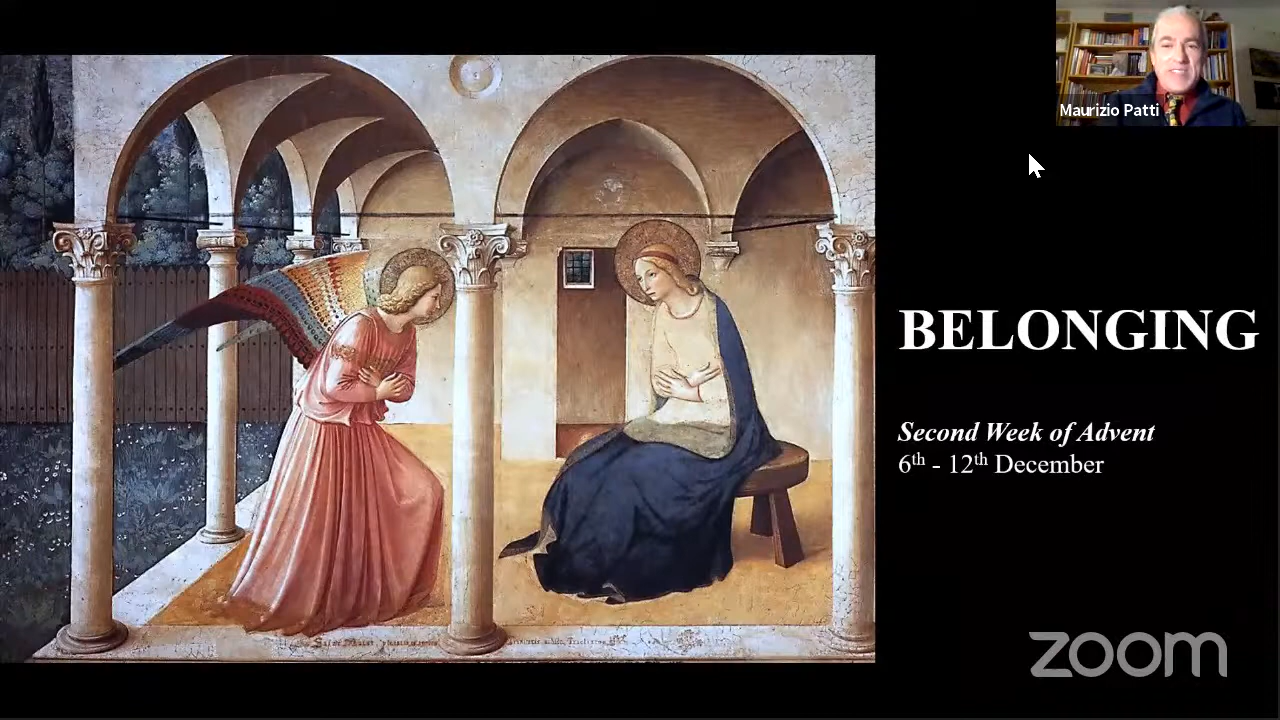 Maurizio Patti
BELONGING
Second Week of Advent
6th - 12th December
zoom